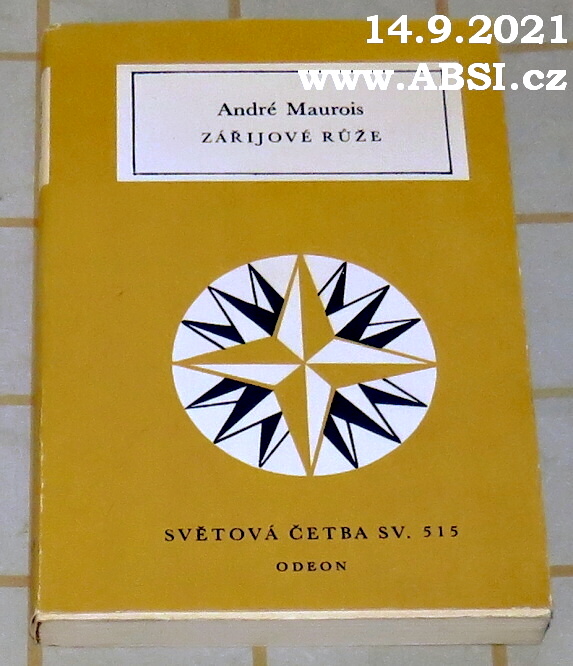 14.9.2021
www.ABSI.cz
André Maurois
ZÁŘIJOVÉ RŮŽE
SVĚTOVÁ ČETBA SV. 515
ODEON